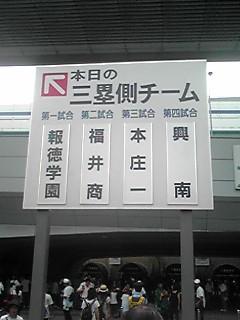 本日の
三塁側チーム
第一試合 第二試合 第三試合 第四試合
報徳学園
福井商
本庄一
興南